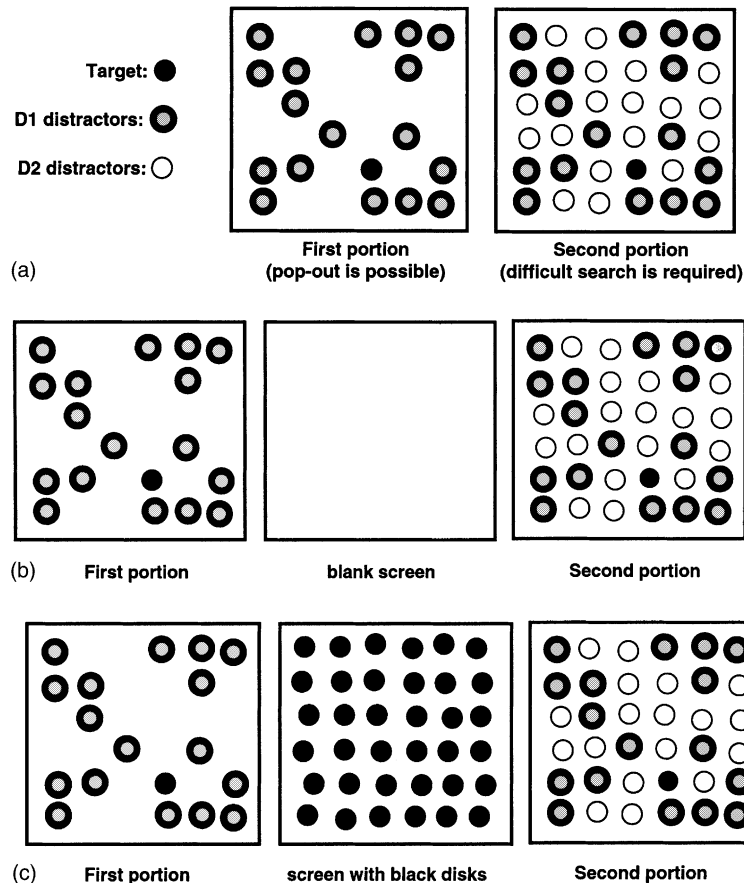 Target:
D1 distractors:
D2 distractors:
First portion
(pop-out is possible)
Second portion
(difficult search is required)
(a)
(b)
First portion
blank screen
Second portion
(c)
First portion
screen with black disks
Second portion